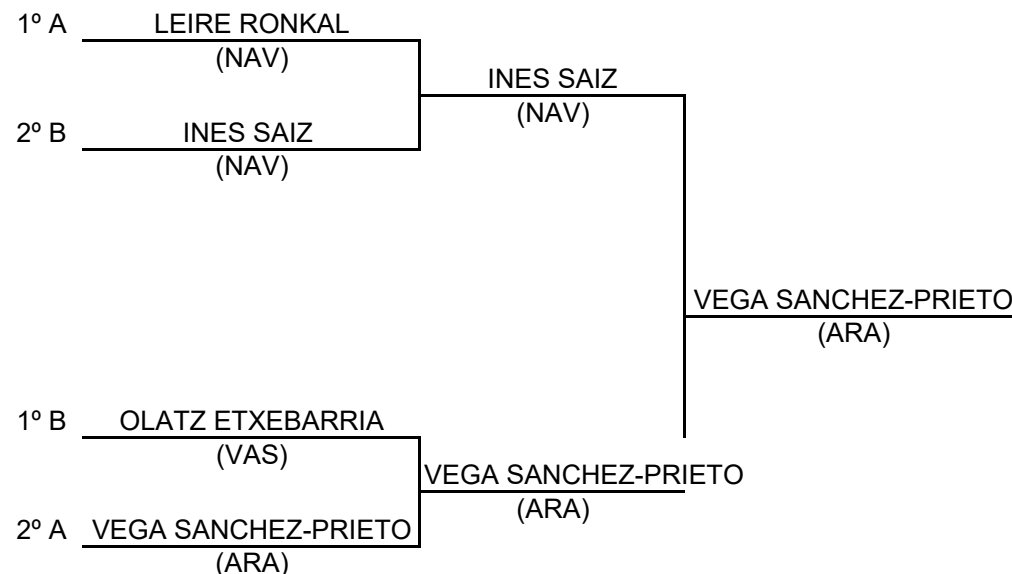 1º A LEIRE RONKAL
(NAV)
INES SAIZ
(NAV)
2º B INES SAIZ
(NAV)
VEGA SANCHEZ-PRIETO
(ARA)
1º B OLATZ ETXEBARRIA
(VAS)
VEGA SANCHEZ-PRIETO
(ARA)
2º A VEGA SANCHEZ-PRIETO
(ARA)